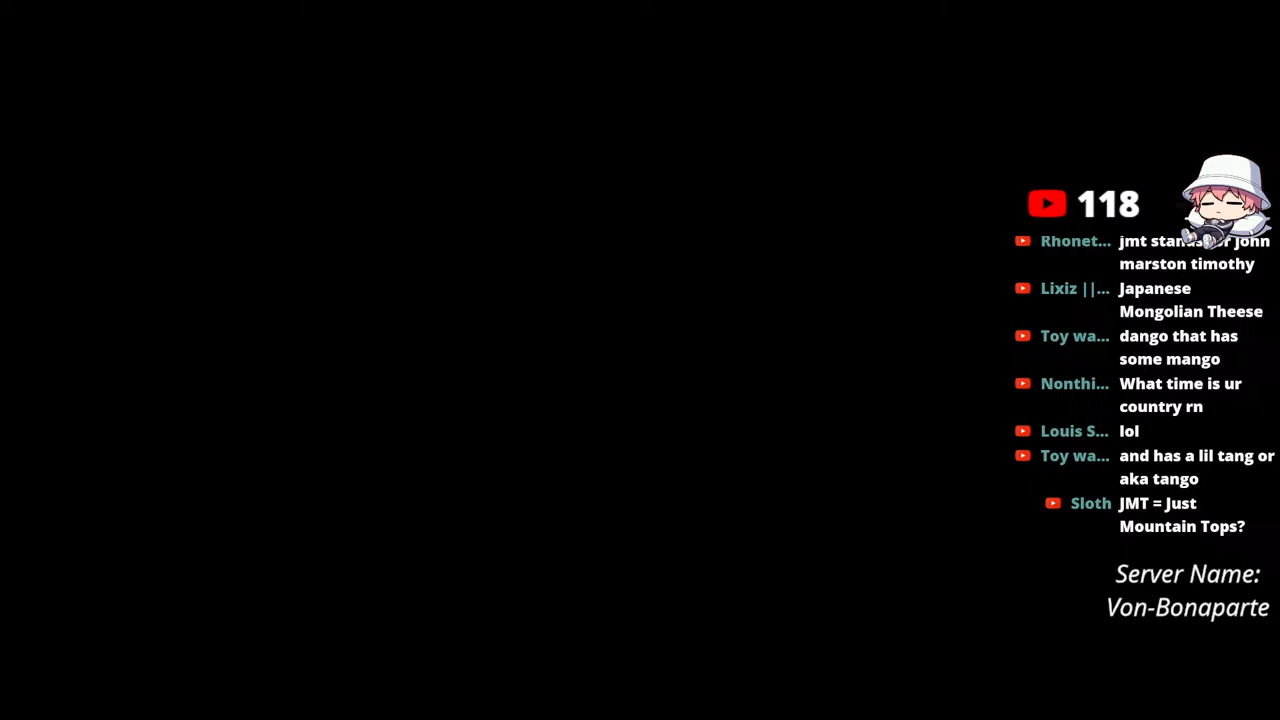 118
Rhonet... jmt stands for john
marston timothy
Lixiz ||... Japanese
Mongolian Theese
Toy wa... dango that has
some mango
Nonthi... What time is ur
country rn
Louis S... lol
Toy wa... and has a lil tang or
aka tango
Sloth JMT = Just
Mountain Tops?
Server Name:
Von-Bonaparte